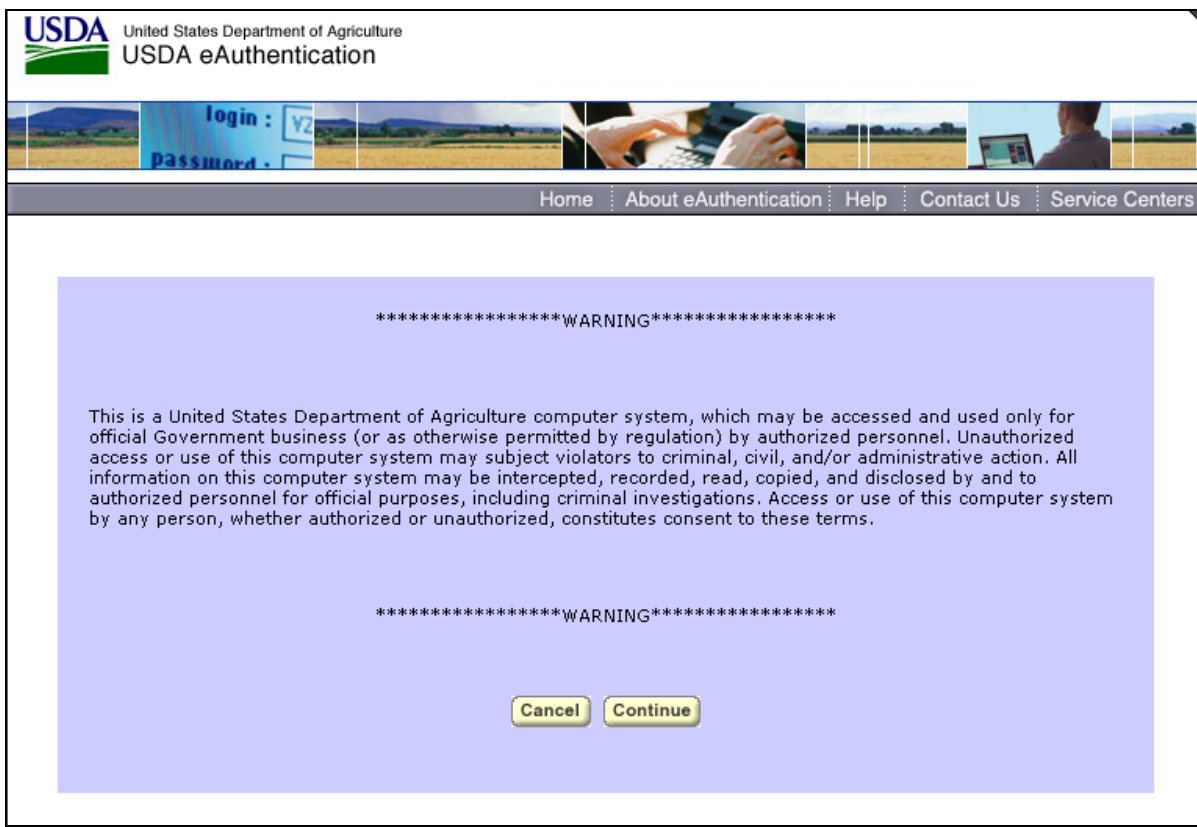 USDA
United States Department of Agriculture
USDA eAuthentication
login : VZ
password :
Home About eAuthentication Help Contact Us Service Centers
*****************WARNING*****************
This is a United States Department of Agriculture computer system, which may be accessed and used only for
official Government business (or as otherwise permitted by regulation) by authorized personnel. Unauthorized
access or use of this computer system may subject violators to criminal, civil, and/or administrative action. All
information on this computer system may be intercepted, recorded, read, copied, and disclosed by and to
authorized personnel for official purposes, including criminal investigations. Access or use of this computer system
by any person, whether authorized or unauthorized, constitutes consent to these terms.
*****************WARNING*****************
Cancel Continue